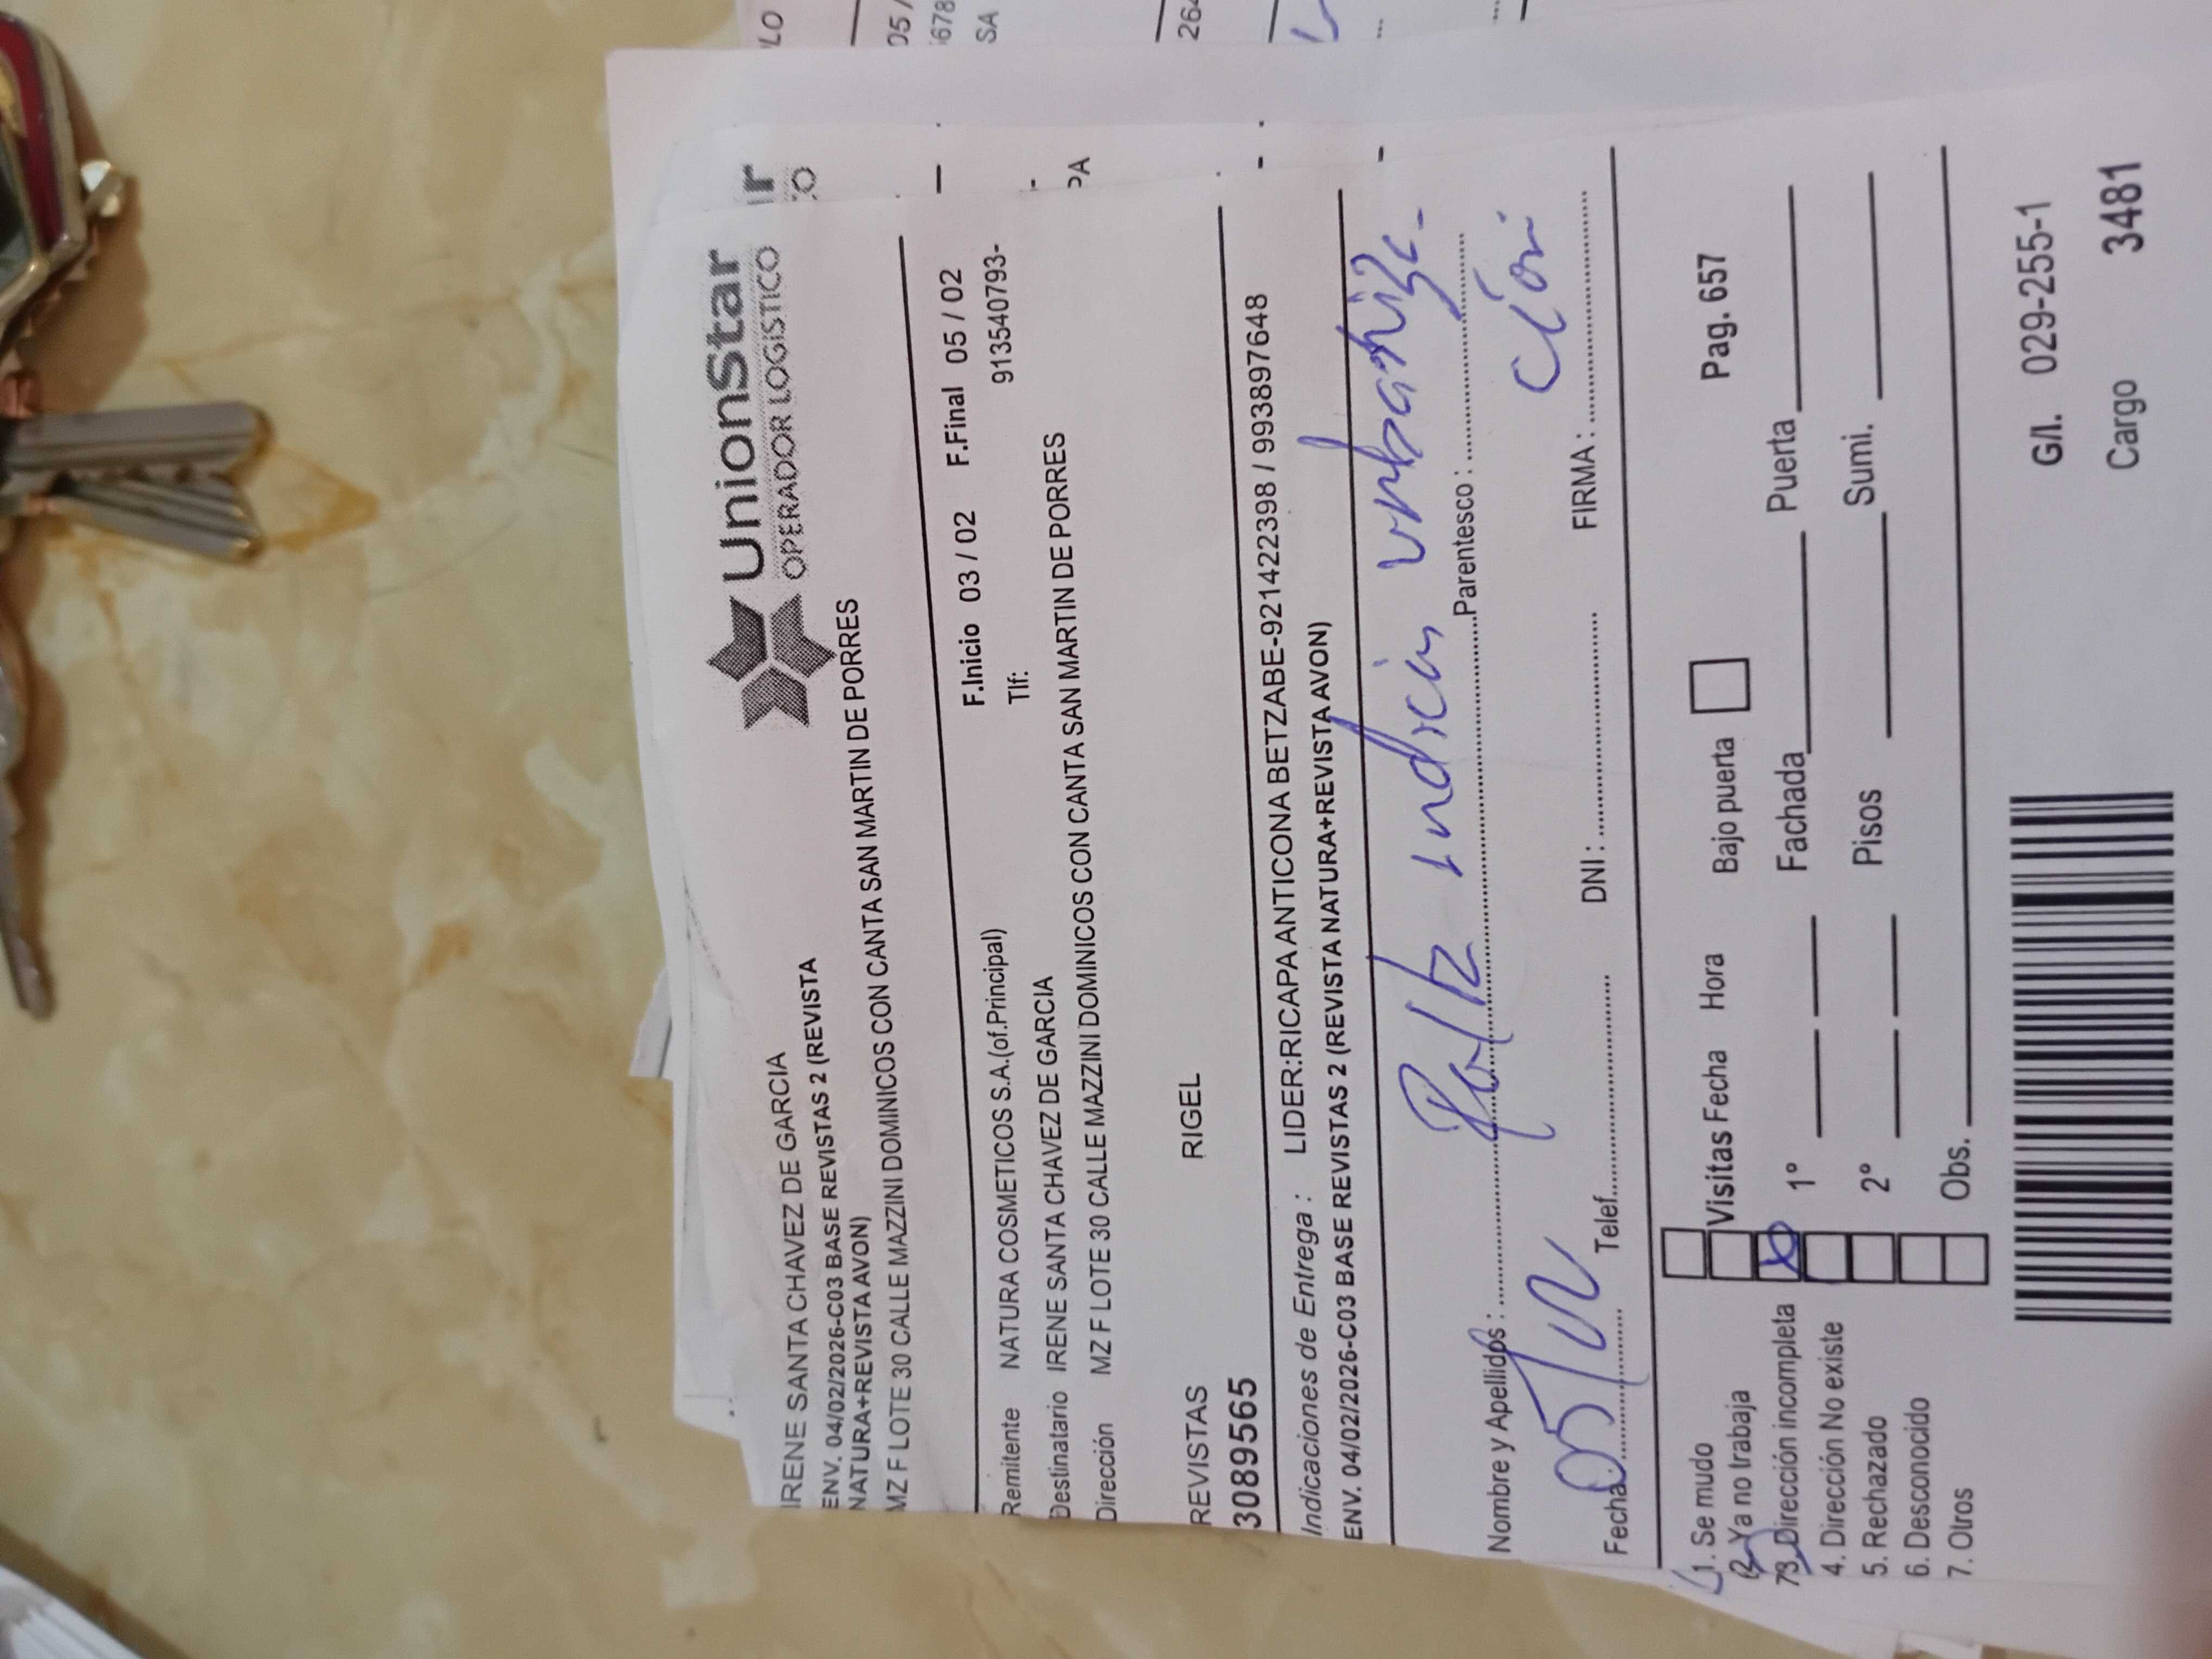 UnionStar
OPERADOR LOGISTICO
IRENE SANTA CHAVEZ DE GARCIA
ENV. 04/02/2026-C03 BASE REVISTAS 2 (REVISTA
NATURA+REVISTA AVON)
MZ F LOTE 30 CALLE MAZZINI DOMINICOS CON CANTA SAN MARTIN DE PORRES
F.Inicio 03 / 02 F.Final 05 / 02
Remitente NATURA COSMETICOS S.A.(of.Principal) Tlf: 913540793-
Destinatario IRENE SANTA CHAVEZ DE GARCIA
Dirección MZ F LOTE 30 CALLE MAZZINI DOMINICOS CON CANTA SAN MARTIN DE PORRES
REVISTAS RIGEL
3089565
Indicaciones de Entrega : LIDER:RICAPA ANTICONA BETZABE-921422398 / 993897648
ENV. 04/02/2026-C03 BASE REVISTAS 2 (REVISTA NATURA+REVISTA AVON)
Falta indicar urbaniza-
ción
Nombre y Apellidos : Parentesco :
Fecha: 05/02 Telef. DNI : FIRMA :
1. Se mudo
2. Ya no trabaja Visitas Fecha Hora Bajo puerta Pag. 657
3. Dirección incompleta 1º Fachada Puerta
4. Dirección No existe
5. Rechazado 2º Pisos Sumi.
6. Desconocido
7. Otros Obs.
G/l. 029-255-1
Cargo 3481